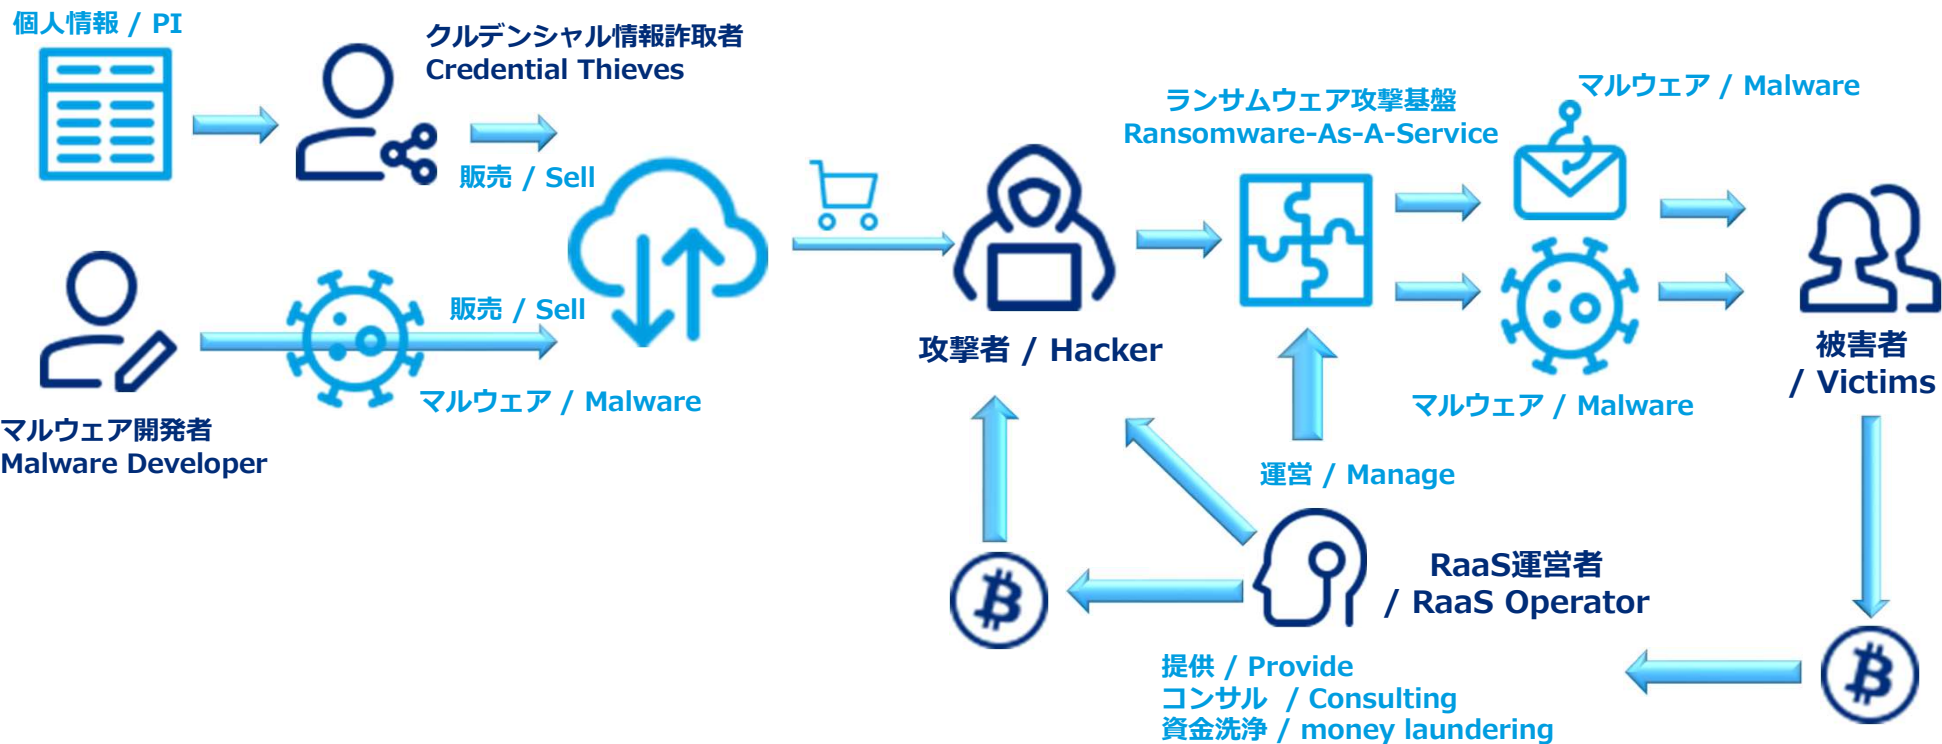 個人情報 / PI
クルデンシャル情報詐取者
Credential Thieves
販売 / Sell
マルウェア開発者
Malware Developer
販売 / Sell
マルウェア / Malware
攻撃者 / Hacker
ランサムウェア攻撃基盤
Ransomware-As-A-Service
マルウェア / Malware
マルウェア / Malware
被害者
/ Victims
運営 / Manage
RaaS運営者
/ RaaS Operator
提供 / Provide
コンサル / Consulting
資金洗浄 / money laundering